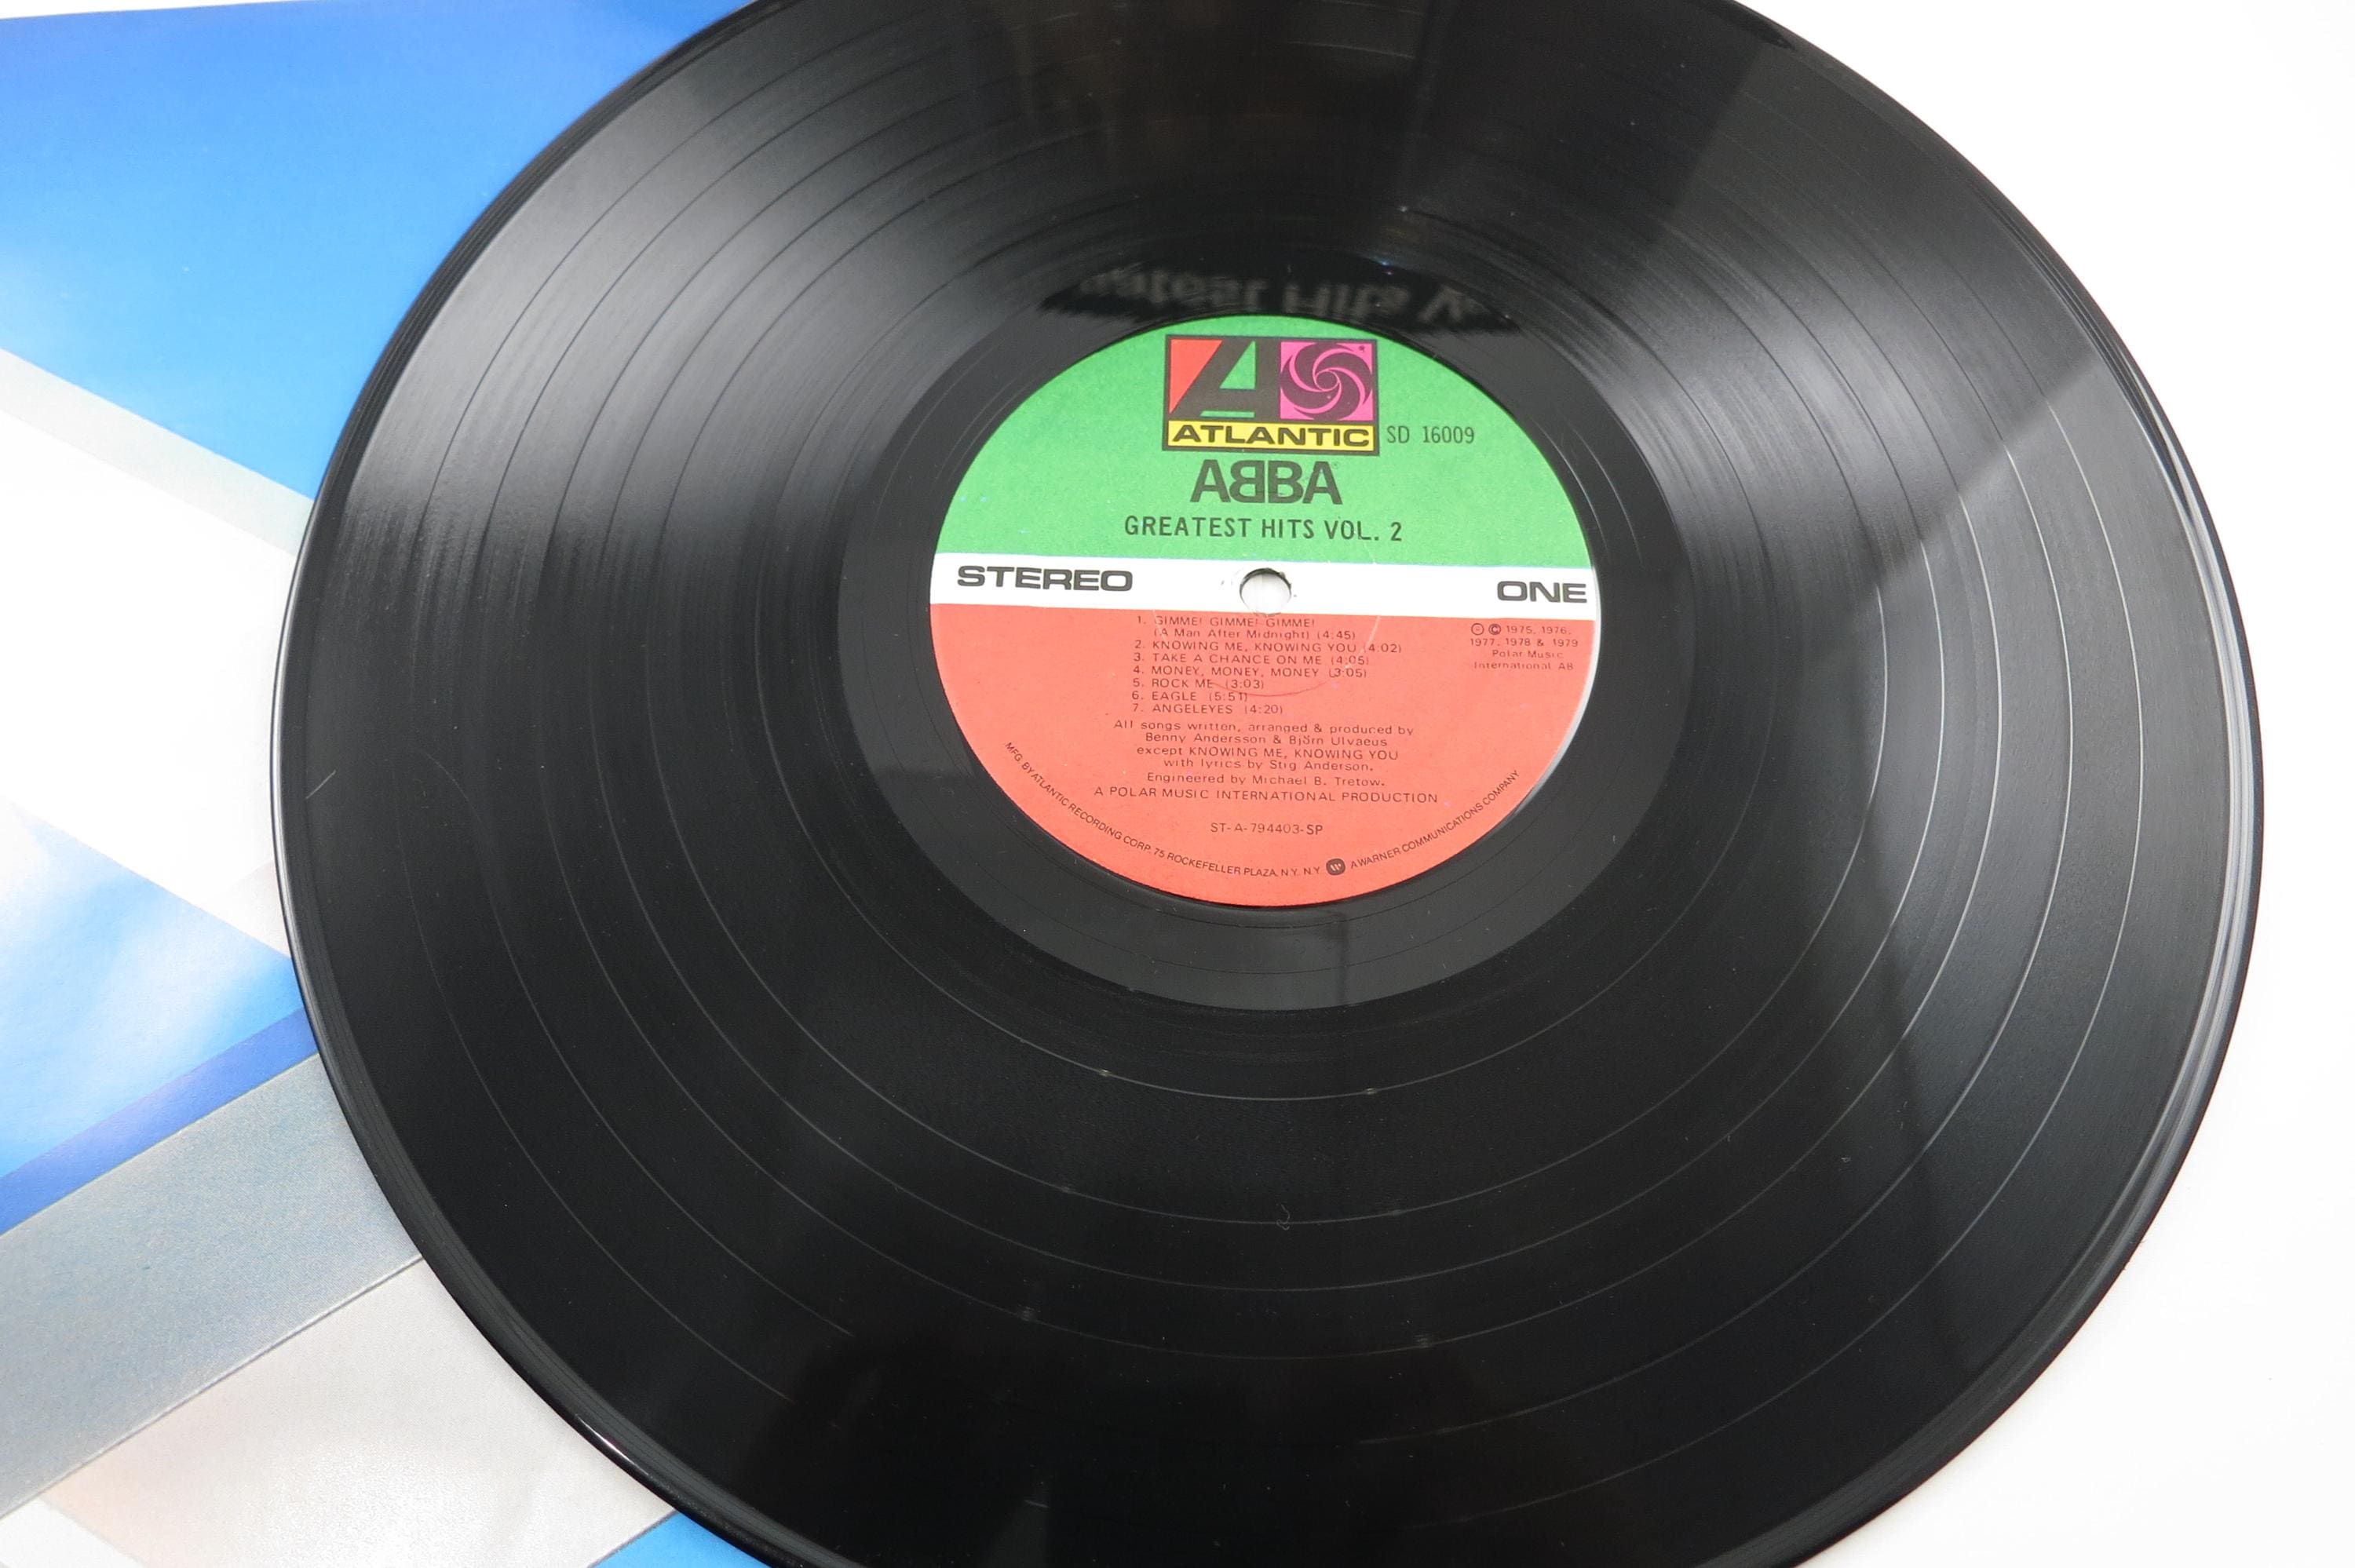 ATLANTIC
SD 16009
ABBA
GREATEST HITS VOL. 2
STEREO
ONE
1. GIMME! GIMME! GIMME!
(A Man After Midnight) (4:45)
2. KNOWING ME, KNOWING YOU (4:02)
3. TAKE A CHANCE ON ME (4:05)
4. MONEY, MONEY, MONEY (3:05)
5. ROCK ME (3:03)
6. EAGLE (5:51)
7. ANGELEYES (4:20)
℗ © 1975, 1976,
1977, 1978 & 1979
Polar Music
International AB
All songs written, arranged & produced by
Benny Andersson & Björn Ulvaeus
except KNOWING ME, KNOWING YOU
with lyrics by Stig Anderson.
Engineered by Michael B. Tretow.
A POLAR MUSIC INTERNATIONAL PRODUCTION
ST-A-794403-SP
MFG. BY ATLANTIC RECORDING CORP. 75 ROCKEFELLER PLAZA, N.Y. N.Y. A WARNER COMMUNICATIONS COMPANY